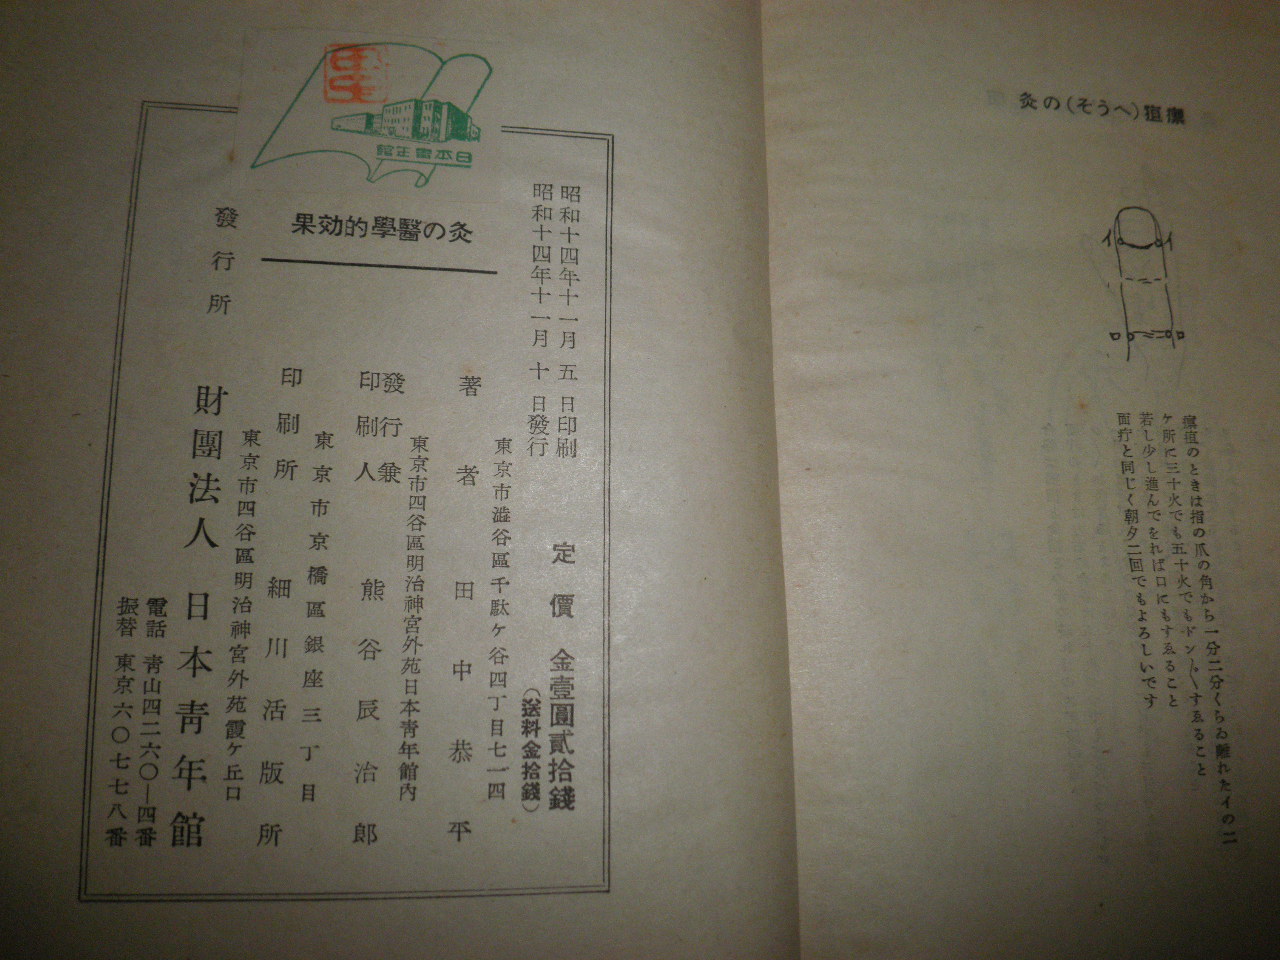 瘭疽(へうそ)の灸
イ
イ
ロ
ロ
瘭疽のときは指の爪の角から一分二分くらゐ離れたイの二
ケ所に三十火でも五十火でもドン〱すゑること
若し少し進んでをれば口にもすゑること
面疔と同じく朝夕二回でもよろしいです
日本青年館
灸の醫學的効果
昭和十四年十一月五日印刷
昭和十四年十一月十日發行
定價金壹圓貳拾錢
(送料金拾錢)
東京市澁谷區千駄ケ谷四丁目七一四
著者 田中恭平
東京市四谷區明治神宮外苑日本青年館內
發行兼
印刷人 熊谷辰治郎
東京市京橋區銀座三丁目
印刷所 細川活版所
東京市四谷區明治神宮外苑霞ケ丘口
發行所 財團法人 日本青年館
電話 青山四二六〇—四番
振替 東京六〇七七八番